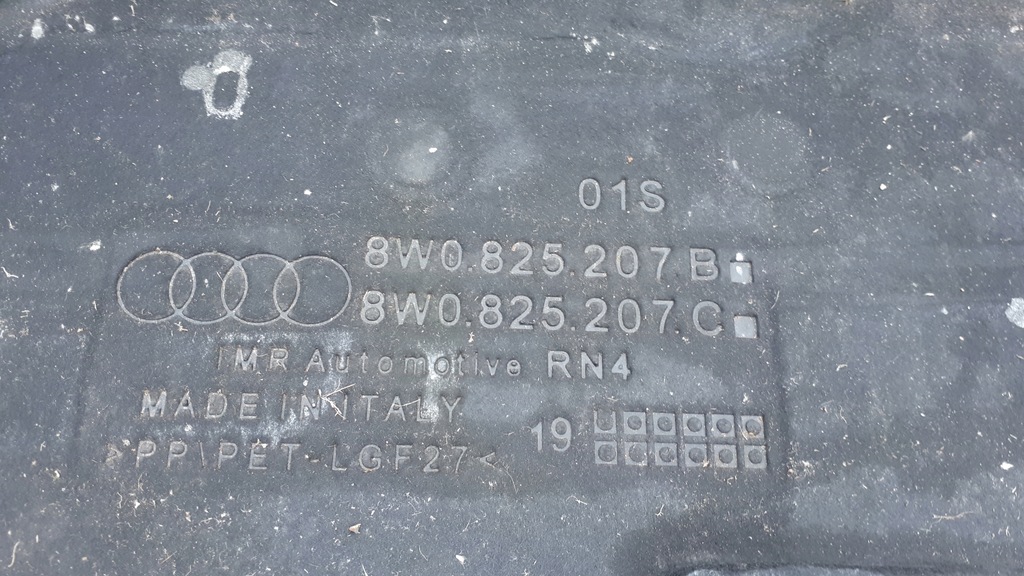 01S
8W0.825.207.B
8W0.825.207.C
IMR Automotive RN4
MADE IN ITALY
>PP\PET-LGF27<
19